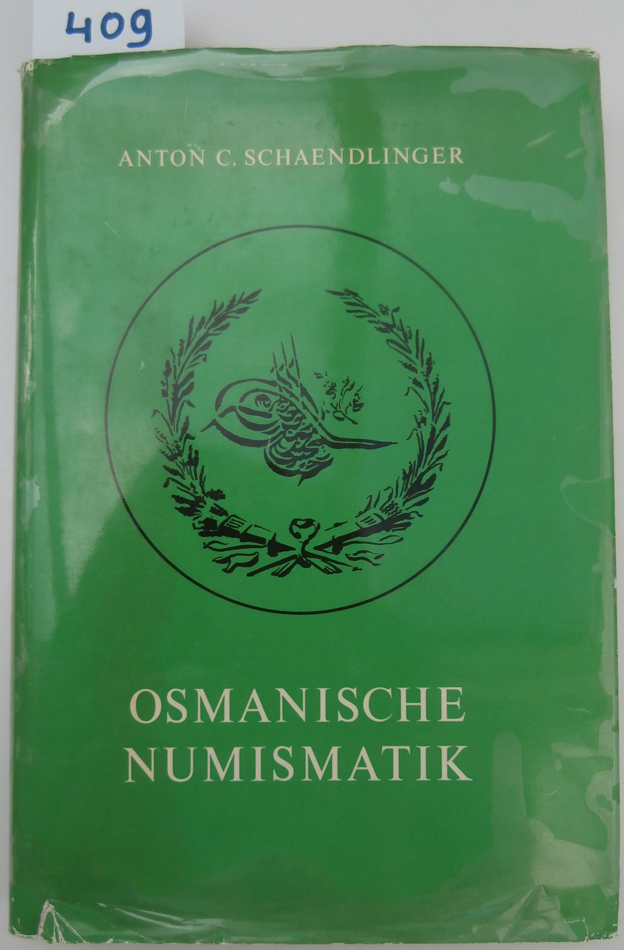 409
ANTON C. SCHAENDLINGER
OSMANISCHE
NUMISMATIK